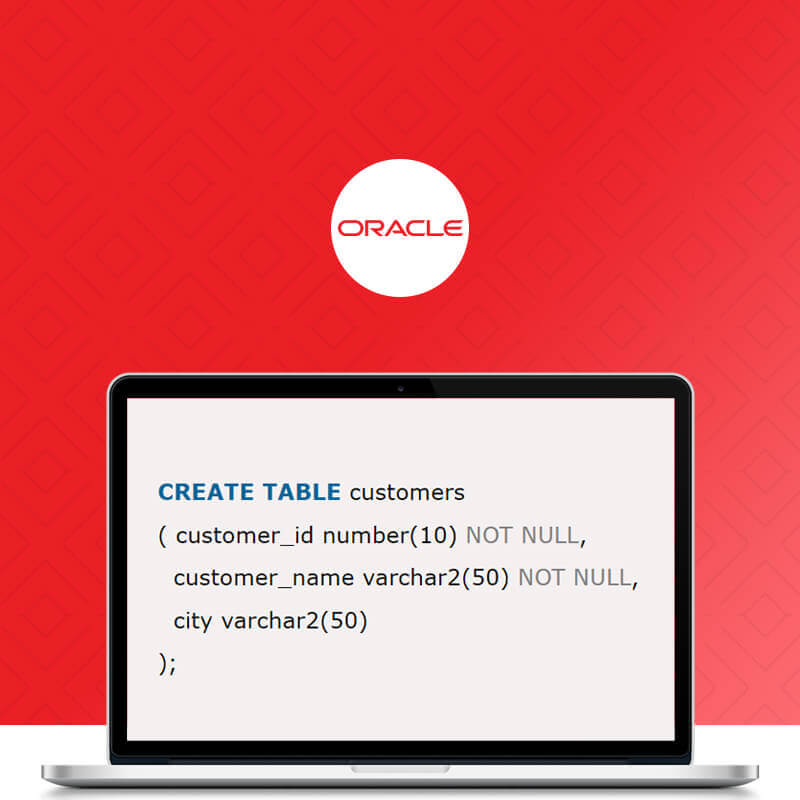 ORACLE
CREATE TABLE customers
( customer_id number(10) NOT NULL,
customer_name varchar2(50) NOT NULL,
city varchar2(50)
);